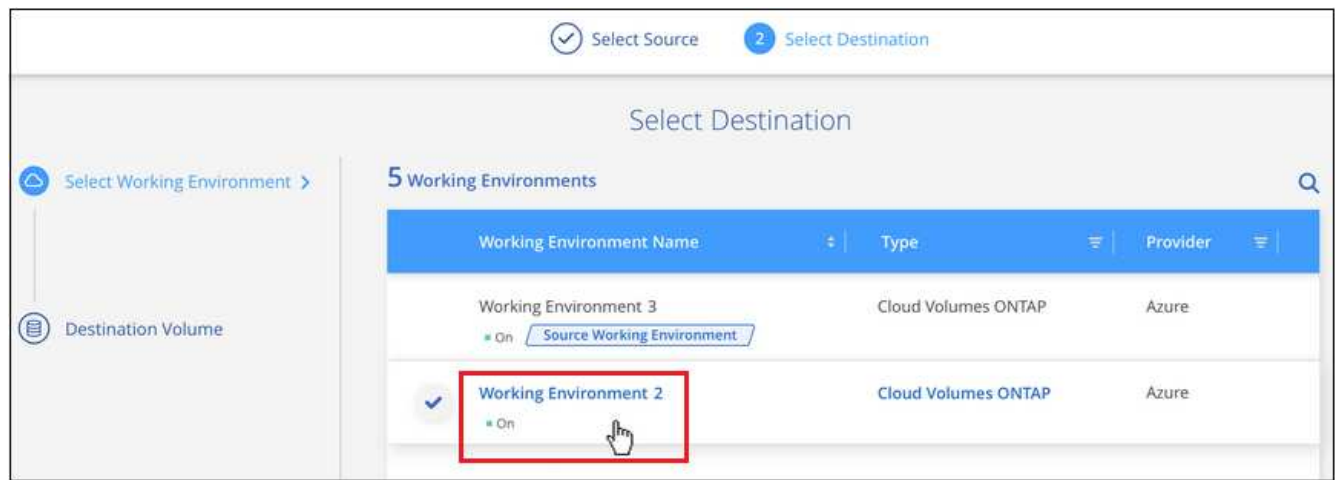 Select Source
2 Select Destination
Select Destination
Select Working Environment >
Destination Volume
5 Working Environments
Working Environment Name Type Provider
Working Environment 3 Cloud Volumes ONTAP Azure
On Source Working Environment
Working Environment 2 Cloud Volumes ONTAP Azure
On